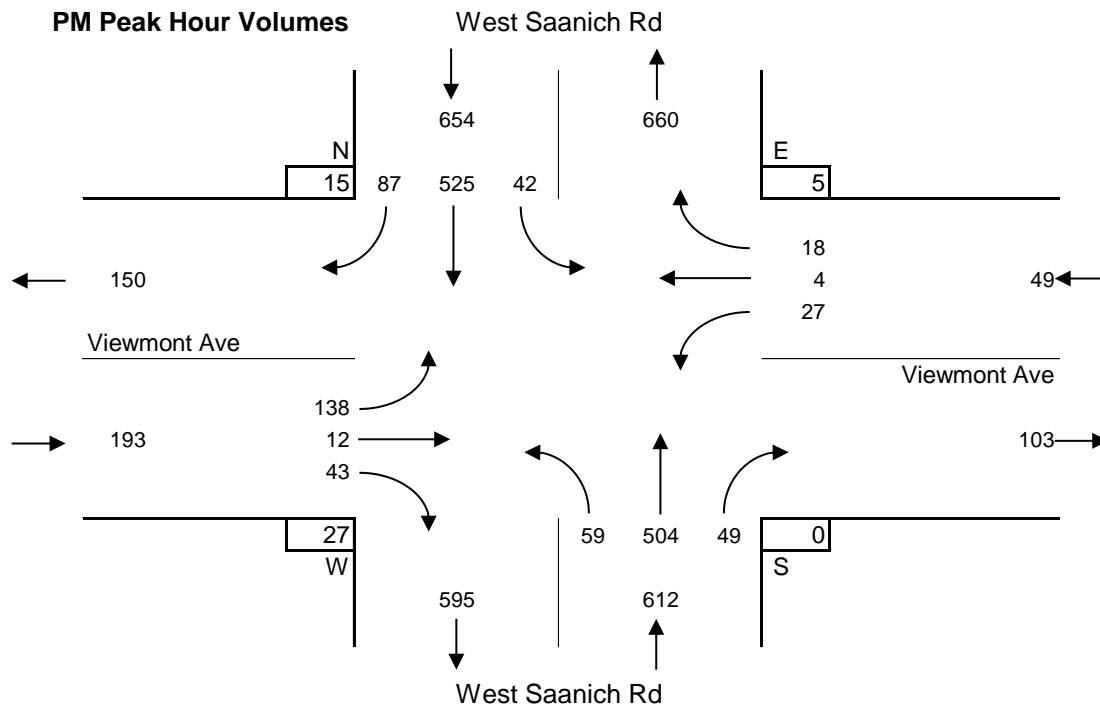 PM Peak Hour Volumes West Saanich Rd
654 660
N E
15 87 525 42 5
18
150 4 49
27
Viewmont Ave
Viewmont Ave
138
193 12 103
43
27 59 504 49 0
W S
595 612
West Saanich Rd